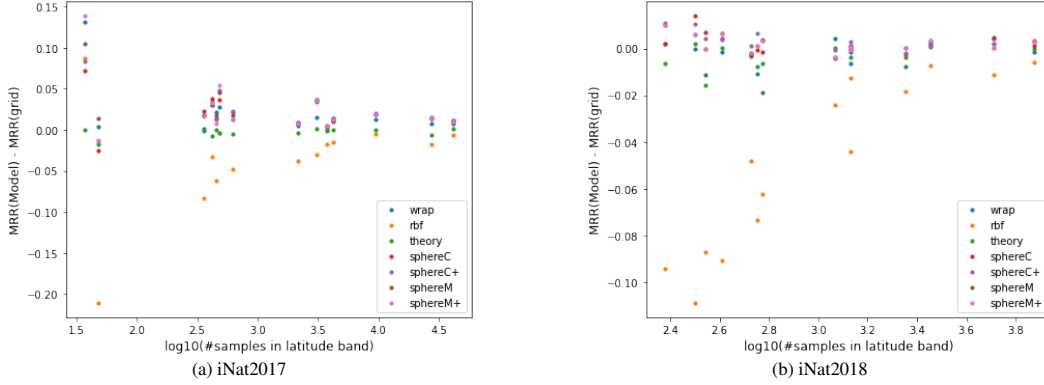 MRR(Model) - MRR(grid)
0.15
0.10
0.05
0.00
−0.05
−0.10
−0.15
−0.20
wrap
rbf
theory
sphereC
sphereC+
sphereM
sphereM+
1.5 2.0 2.5 3.0 3.5 4.0 4.5
log10(#samples in latitude band)
(a) iNat2017
MRR(Model) - MRR(grid)
0.00
−0.02
−0.04
−0.06
−0.08
−0.10
wrap
rbf
theory
sphereC
sphereC+
sphereM
sphereM+
2.4 2.6 2.8 3.0 3.2 3.4 3.6 3.8
log10(#samples in latitude band)
(b) iNat2018